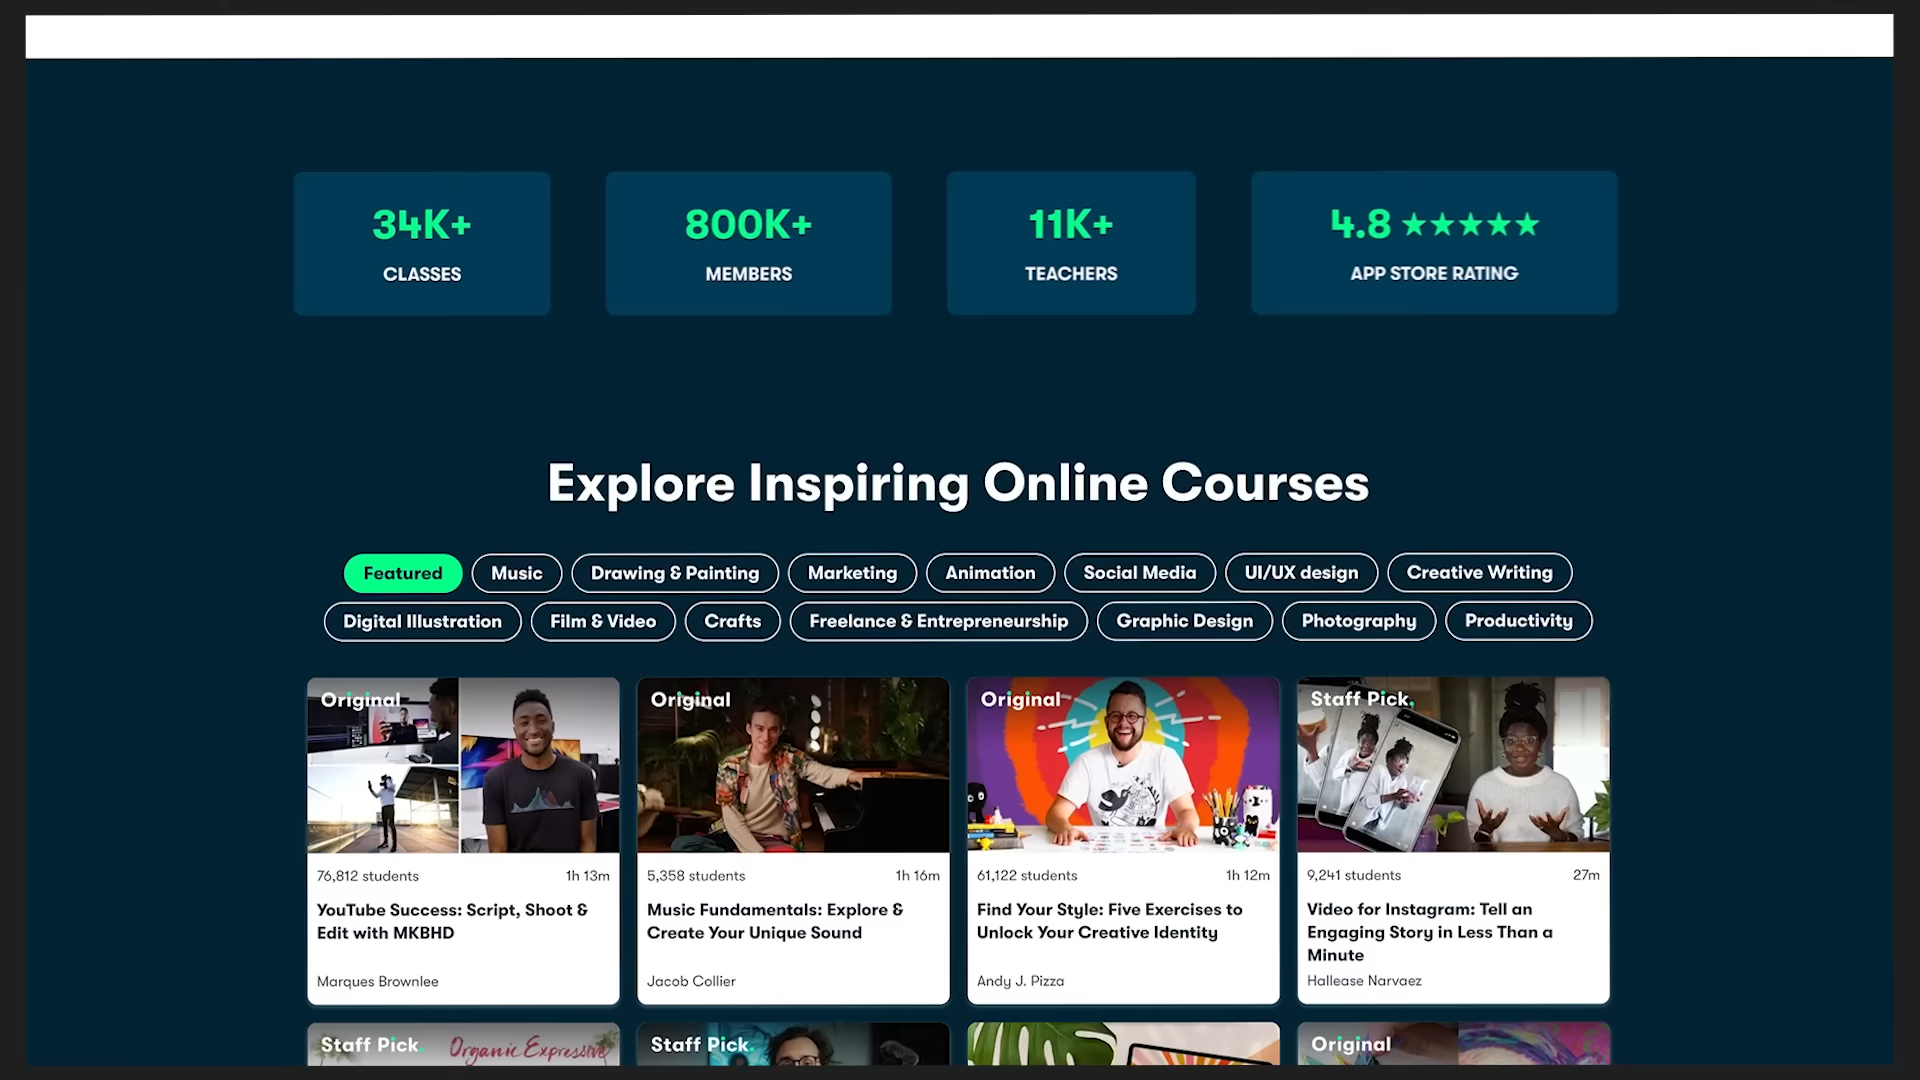 34K+
CLASSES
800K+
MEMBERS
11K+
TEACHERS
4.8 ★★★★★
APP STORE RATING
Explore Inspiring Online Courses
Featured
Music
Drawing & Painting
Marketing
Animation
Social Media
UI/UX design
Creative Writing
Digital Illustration
Film & Video
Crafts
Freelance & Entrepreneurship
Graphic Design
Photography
Productivity
Original
76,812 students
1h 13m
YouTube Success: Script, Shoot &
Edit with MKBHD
Marques Brownlee
Original
5,358 students
1h 16m
Music Fundamentals: Explore &
Create Your Unique Sound
Jacob Collier
Original
61,122 students
1h 12m
Find Your Style: Five Exercises to
Unlock Your Creative Identity
Andy J. Pizza
Staff Pick.
9,241 students
27m
Video for Instagram: Tell an
Engaging Story in Less Than a
Minute
Hallease Narvaez
Staff Pick.
Organic Expressive
Staff Pick.
Original